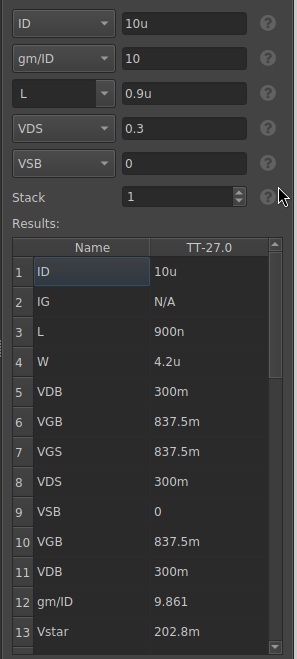 ID 10u ?
gm/ID 10 ?
L 0.9u ?
VDS 0.3 ?
VSB 0 ?
Stack 1 ?
Results:
Name TT-27.0
1 ID 10u
2 IG N/A
3 L 900n
4 W 4.2u
5 VDB 300m
6 VGB 837.5m
7 VGS 837.5m
8 VDS 300m
9 VSB 0
10 VGB 837.5m
11 VDB 300m
12 gm/ID 9.861
13 Vstar 202.8m